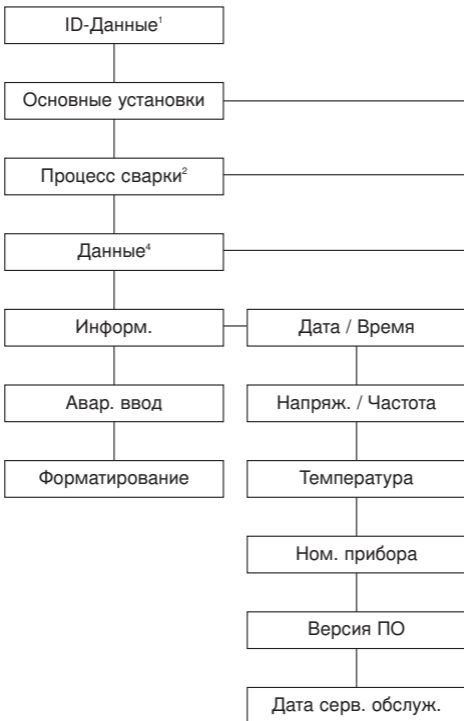 ID-Данные¹
Основные установки
Процесс сварки²
Данные⁴
Информ.
Дата / Время
Авар. ввод
Напряж. / Частота
Форматирование
Температура
Ном. прибора
Версия ПО
Дата серв. обслуж.